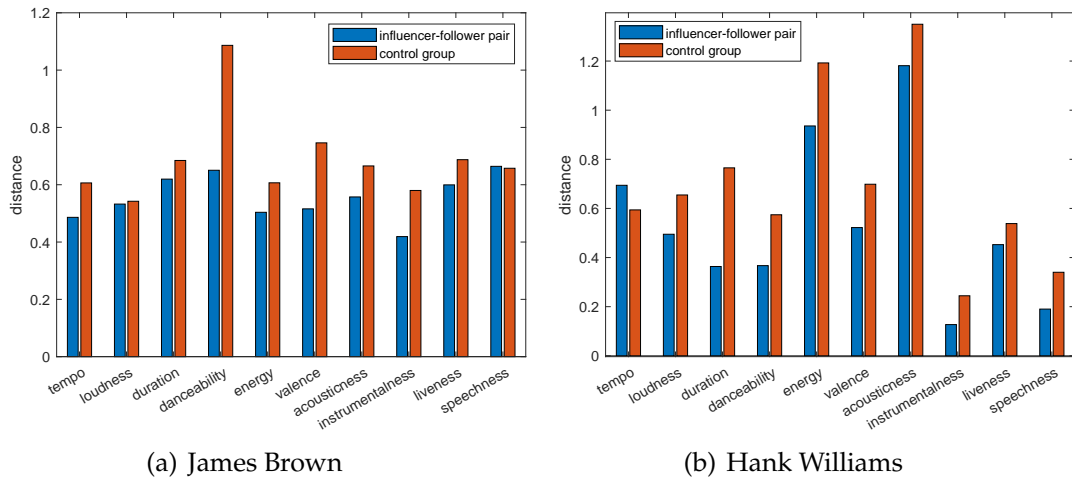 1.2
1
0.8
0.6
0.4
0.2
0
distance
influencer-follower pair
control group
tempo
loudness
duration
danceability
energy
valence
acousticness
instrumentalness
liveness
speechness
(a) James Brown
1.2
1
0.8
0.6
0.4
0.2
0
distance
influencer-follower pair
control group
tempo
loudness
duration
danceability
energy
valence
acousticness
instrumentalness
liveness
speechness
(b) Hank Williams